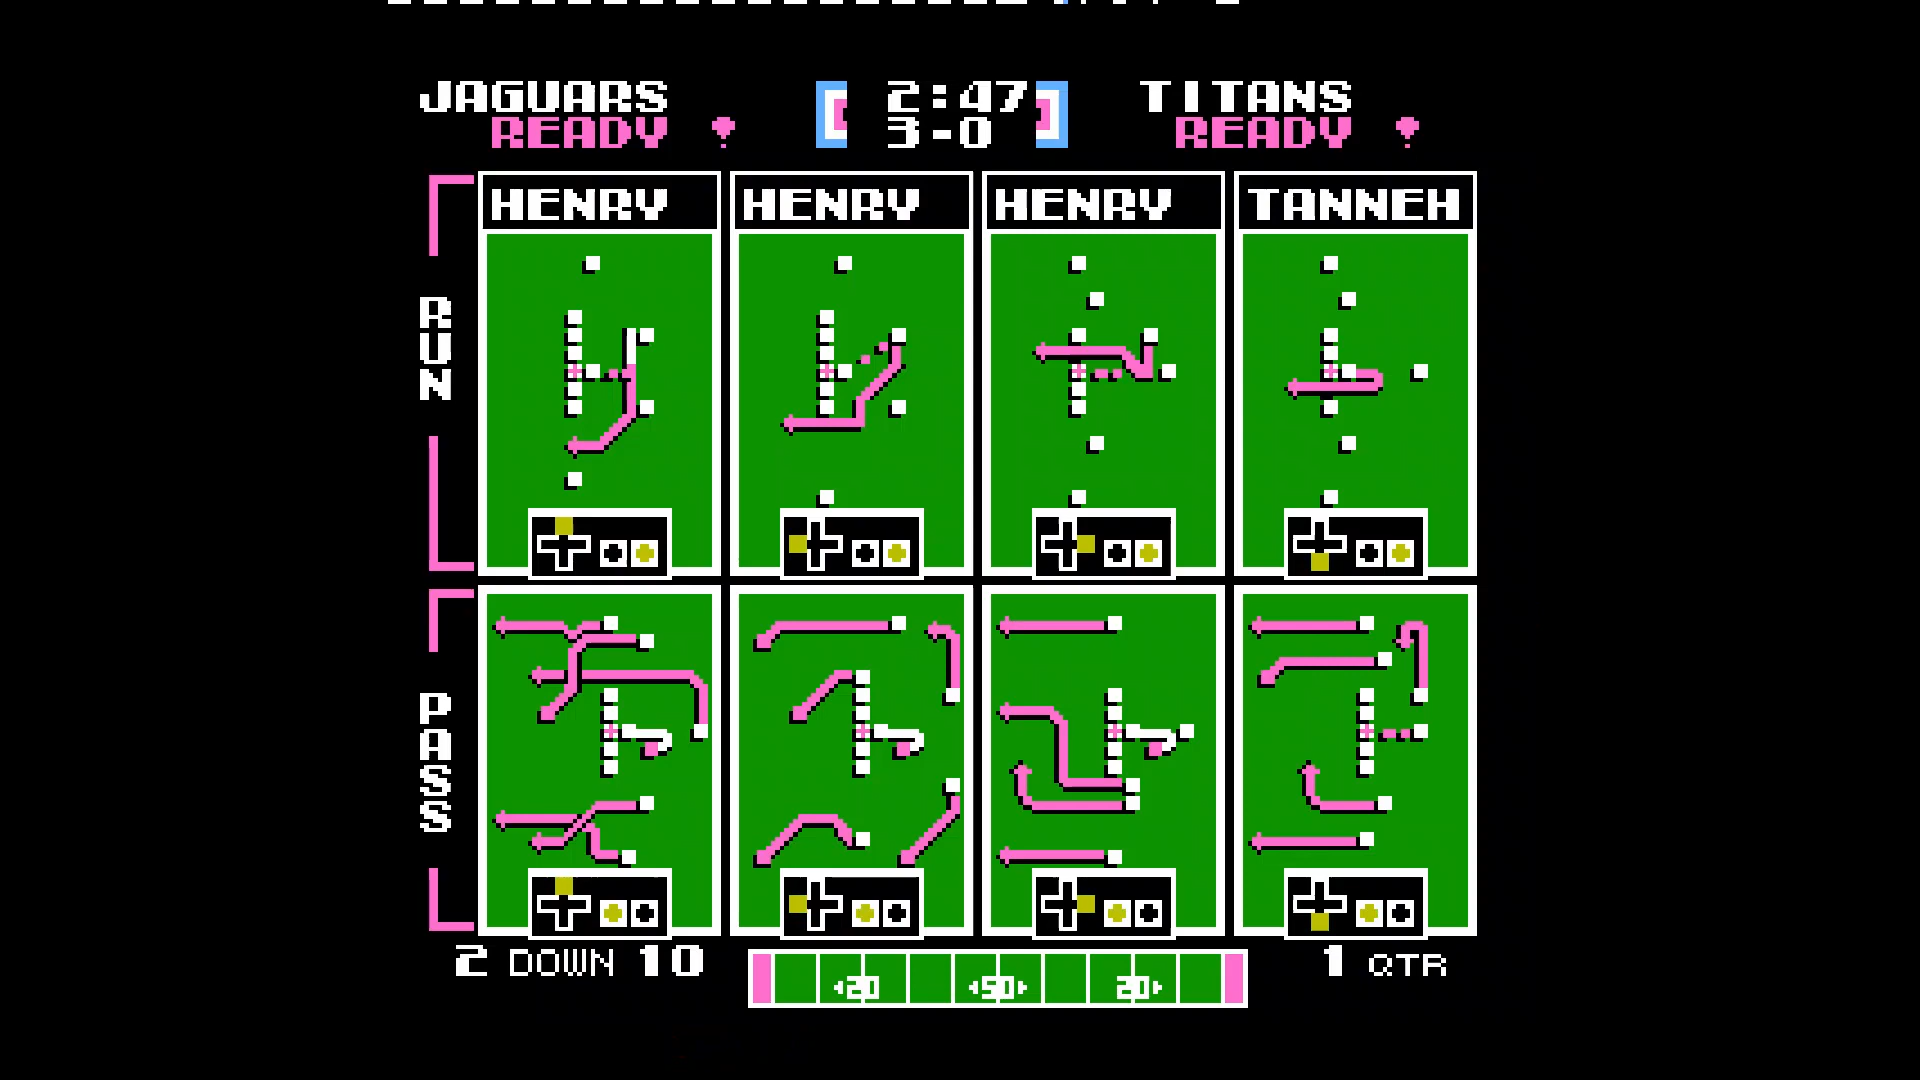 JAGUARS 2:47 TITANS
READY 3-0 READY
HENRY HENRY HENRY TANNEH
RUN
PASS
2 DOWN 10 1 QTR
20 50 20